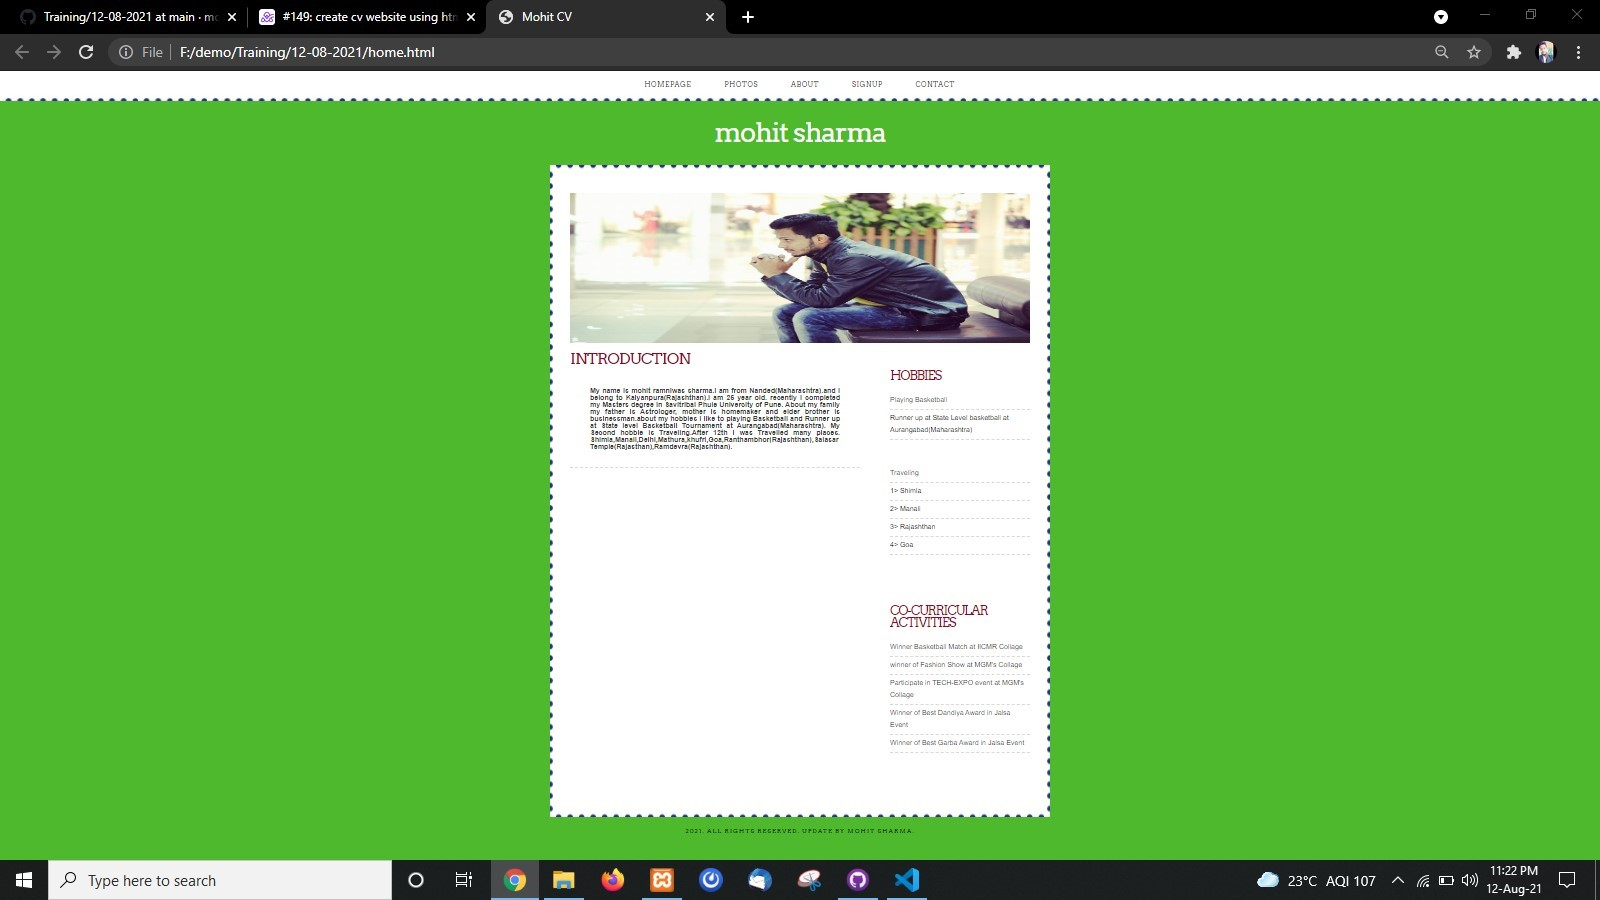 Training/12-08-2021 at main · mo
#149: create cv website using htm
Mohit CV
File
F:/demo/Training/12-08-2021/home.html
HOMEPAGE PHOTOS ABOUT SIGNUP CONTACT
mohit sharma
INTRODUCTION
My name is mohit ramniwas sharma.I am from Nanded(Maharashtra).and I
belong to Kalyanpura(Rajashthan).I am 25 year old. recently I completed
my Masters degree in Savitribai Phule University of Pune. About my family
my father is Astrologer, mother is homemaker and elder brother is
businessman.about my hobbies I like to playing Basketball and Runner up
at State level Basketball Tournament at Aurangabad(Maharashtra). My
Second hobbie is Traveling.After 12th I was Travelled many places.
Shimla,Manali,Delhi,Mathura,khufri,Goa,Ranthambhor(Rajashthan),Salasar
Temple(Rajasthan),Ramdevra(Rajashthan).
HOBBIES
Playing Basketball
Runner up at State Level basketball at
Aurangabad(Maharashtra)
Traveling
1> Shimla
2> Manali
3> Rajashthan
4> Goa
CO-CURRICULAR
ACTIVITIES
Winner Basketball Match at IICMR Collage
winner of Fashion Show at MGM's Collage
Participate in TECH-EXPO event at MGM's
Collage
Winner of Best Dandiya Award in Jalsa
Event
Winner of Best Garba Award in Jalsa Event
2021. ALL RIGHTS RESERVED. UPDATE BY MOHIT SHARMA.
Type here to search
23°C AQI 107
11:22 PM
12-Aug-21